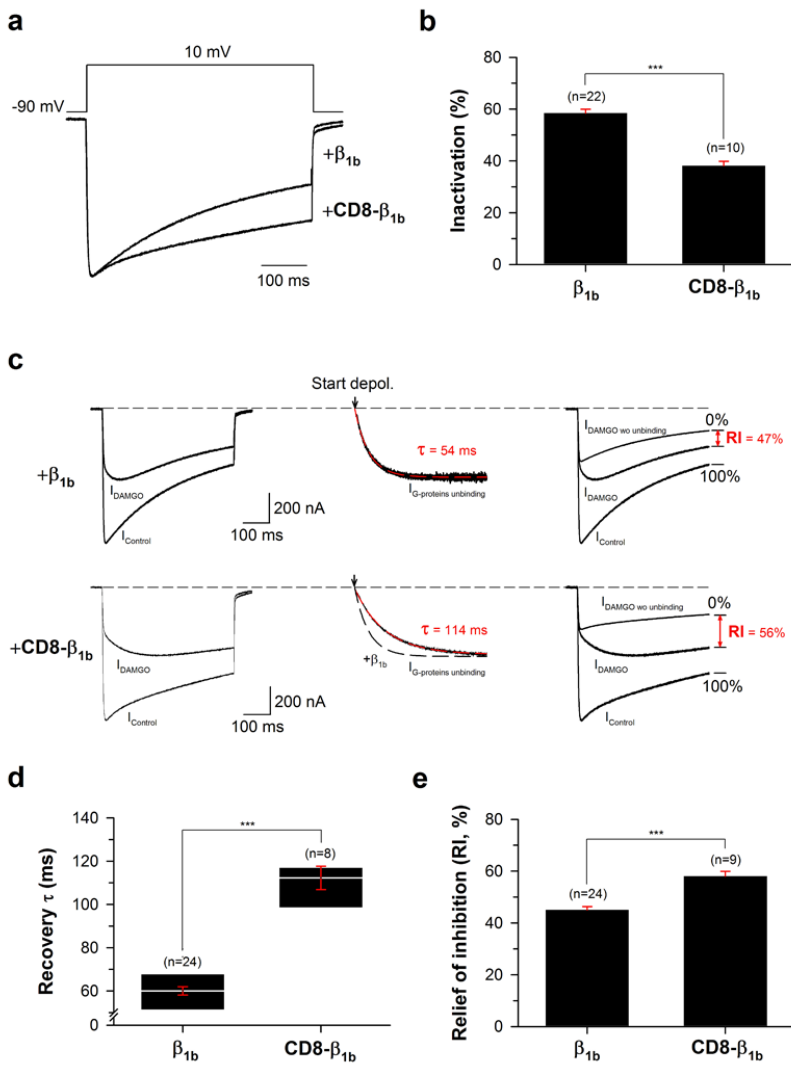 a
10 mV
-90 mV
+β1b
+CD8-β1b
100 ms
b
Inactivation (%)
80
60
40
20
0
***
(n=22)
(n=10)
β1b
CD8-β1b
c
Start depol.
+β1b
IDAMGO
IControl
200 nA
100 ms
τ = 54 ms
IG-proteins unbinding
IDAMGO wo unbinding
0%
RI = 47%
IDAMGO
100%
IControl
+CD8-β1b
IDAMGO
IControl
200 nA
100 ms
τ = 114 ms
+β1b
IG-proteins unbinding
IDAMGO wo unbinding
0%
RI = 56%
IDAMGO
100%
IControl
d
Recovery τ (ms)
140
120
100
80
60
0
***
(n=24)
(n=8)
β1b
CD8-β1b
e
Relief of inhibition (RI, %)
80
60
40
20
0
***
(n=24)
(n=9)
β1b
CD8-β1b